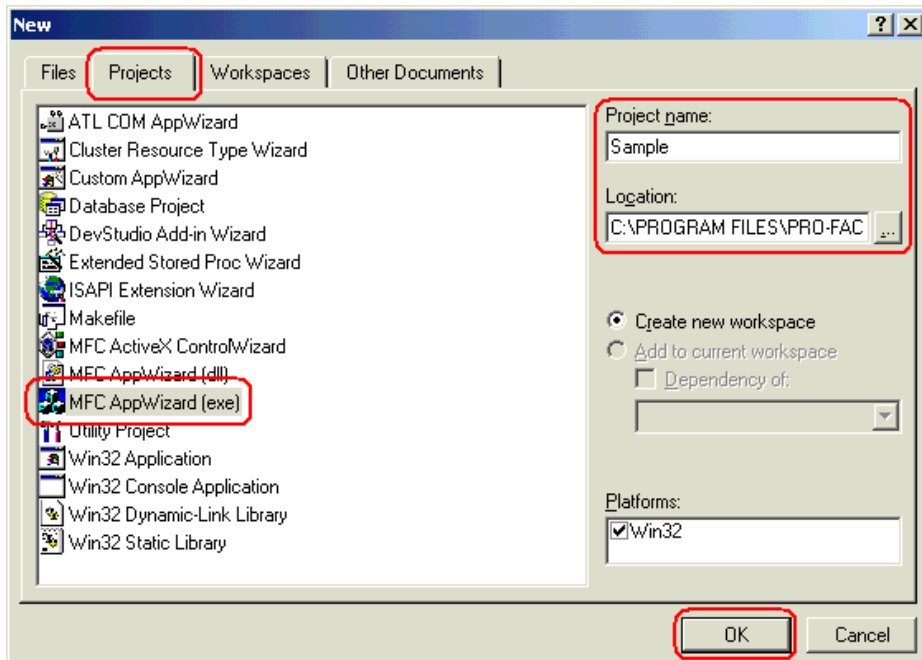 New
Files
Projects
Workspaces
Other Documents
ATL COM AppWizard
Cluster Resource Type Wizard
Custom AppWizard
Database Project
DevStudio Add-in Wizard
Extended Stored Proc Wizard
ISAPI Extension Wizard
Makefile
MFC ActiveX ControlWizard
MFC AppWizard (dll)
MFC AppWizard (exe)
Utility Project
Win32 Application
Win32 Console Application
Win32 Dynamic-Link Library
Win32 Static Library
Project name:
Sample
Location:
C:\PROGRAM FILES\PRO-FAC
...
Create new workspace
Add to current workspace
Dependency of:
Platforms:
Win32
OK
Cancel